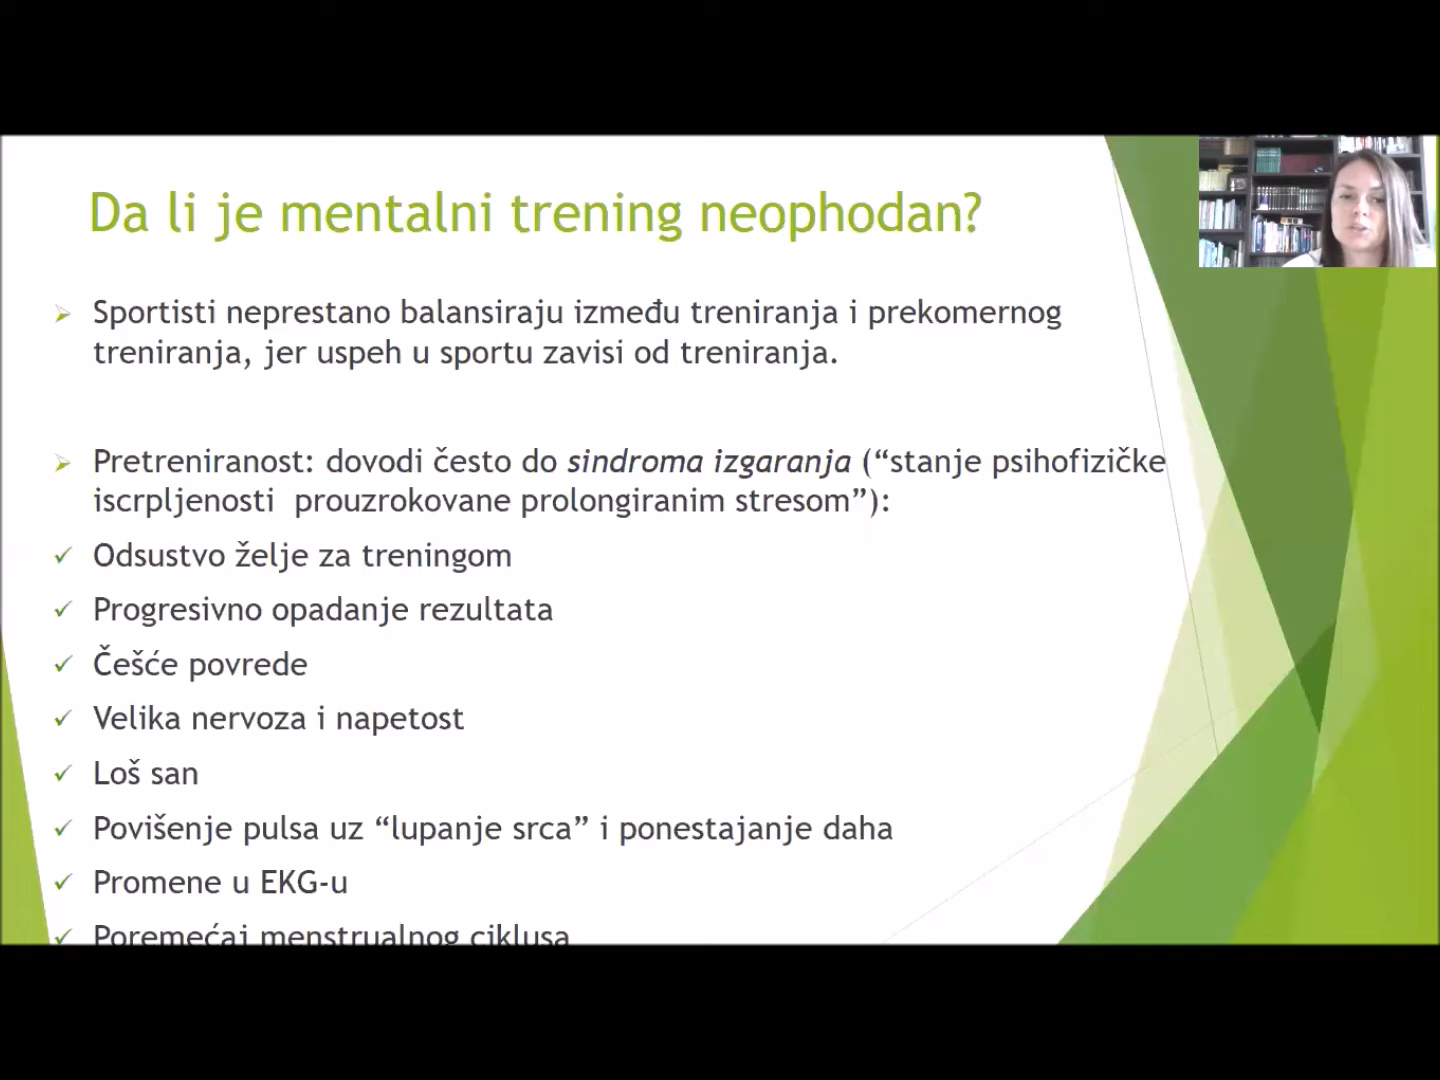 Da li je mentalni trening neophodan?
Sportisti neprestano balansiraju između treniranja i prekomernog
treniranja, jer uspeh u sportu zavisi od treniranja.
Pretreniranost: dovodi često do sindroma izgaranja (“stanje psihofizičke
iscrpljenosti prouzrokovane prolongiranim stresom”):
Odsustvo želje za treningom
Progresivno opadanje rezultata
Češće povrede
Velika nervoza i napetost
Loš san
Povišenje pulsa uz “lupanje srca” i ponestajanje daha
Promene u EKG-u
Poremećaj menstrualnog ciklusa